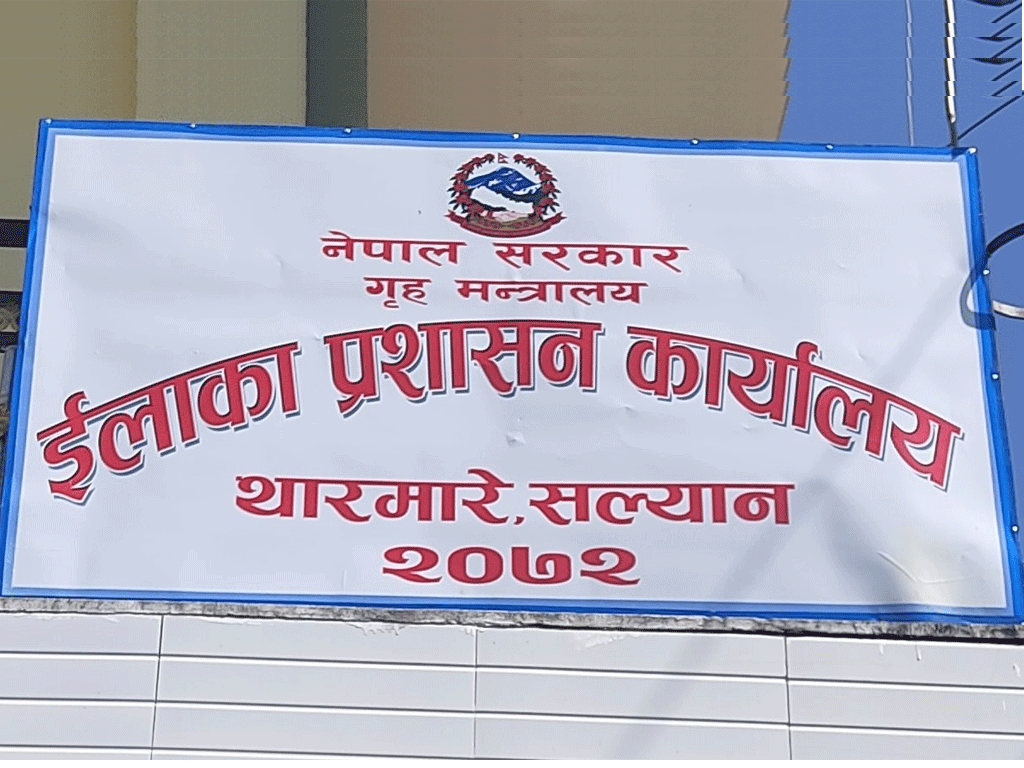 नेपाल सरकार
गृह मन्त्रालय
ईलाका प्रशासन कार्यालय
थारमारे, सल्यान
२०७२